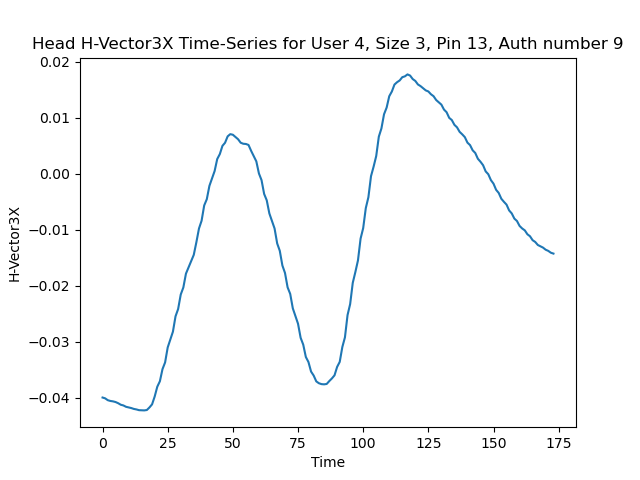 Head H-Vector3X Time-Series for User 4, Size 3, Pin 13, Auth number 9
0.02
0.01
0.00
−0.01
−0.02
−0.03
−0.04
H-Vector3X
0 25 50 75 100 125 150 175
Time